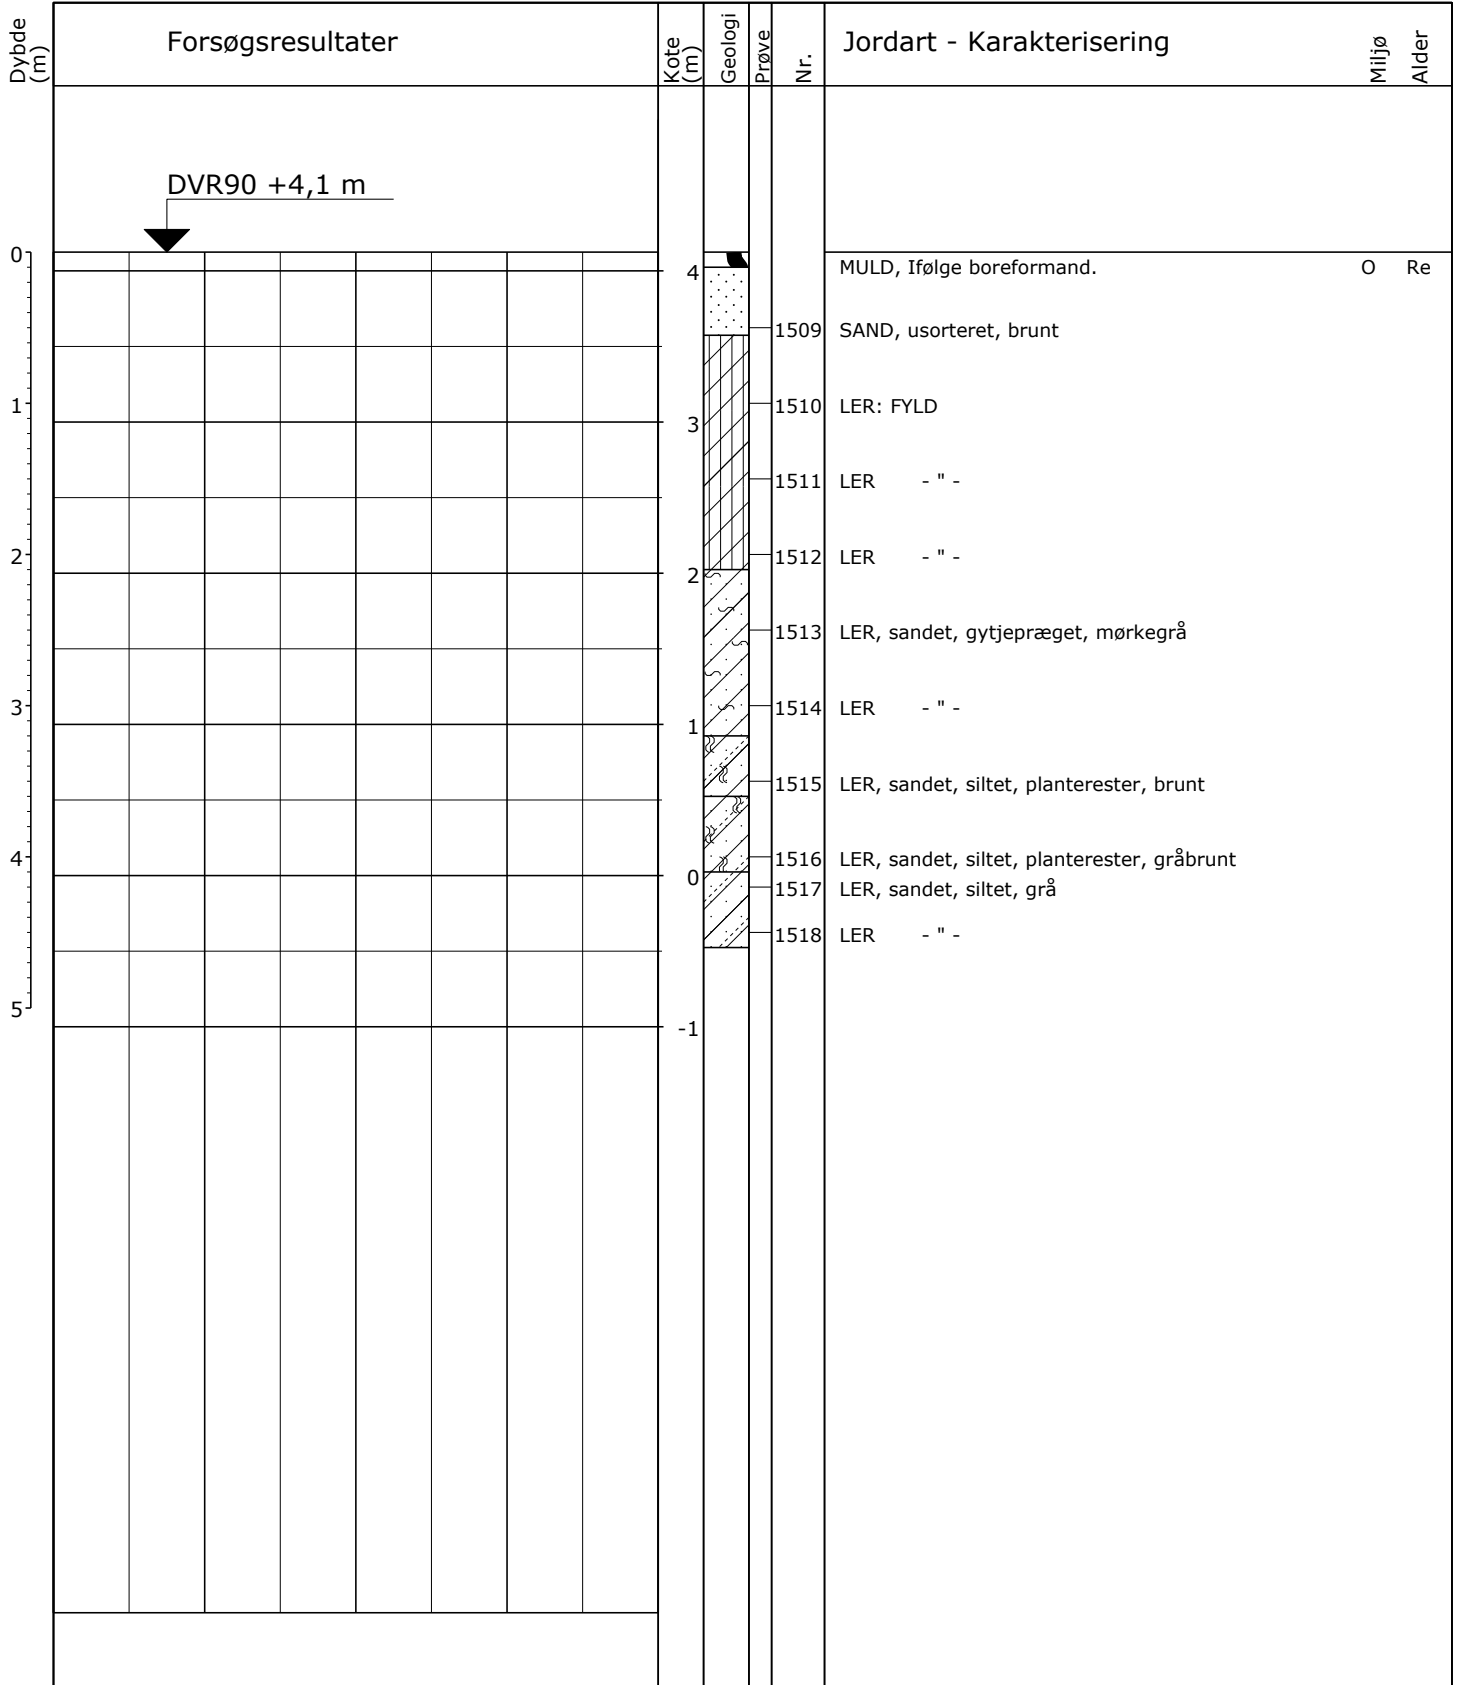 Dybde (m)
Forsøgsresultater
Kote (m)
Geologi
Prøve
Nr.
Jordart - Karakterisering
Miljø
Alder
DVR90 +4,1 m
0
4
MULD, Ifølge boreformand. O Re
1509 SAND, usorteret, brunt
1
1510 LER: FYLD
3
1511 LER - " -
2
1512 LER - " -
2
1513 LER, sandet, gytjepræget, mørkegrå
3
1514 LER - " -
1
1515 LER, sandet, siltet, planterester, brunt
4
1516 LER, sandet, siltet, planterester, gråbrunt
0
1517 LER, sandet, siltet, grå
1518 LER - " -
5
-1